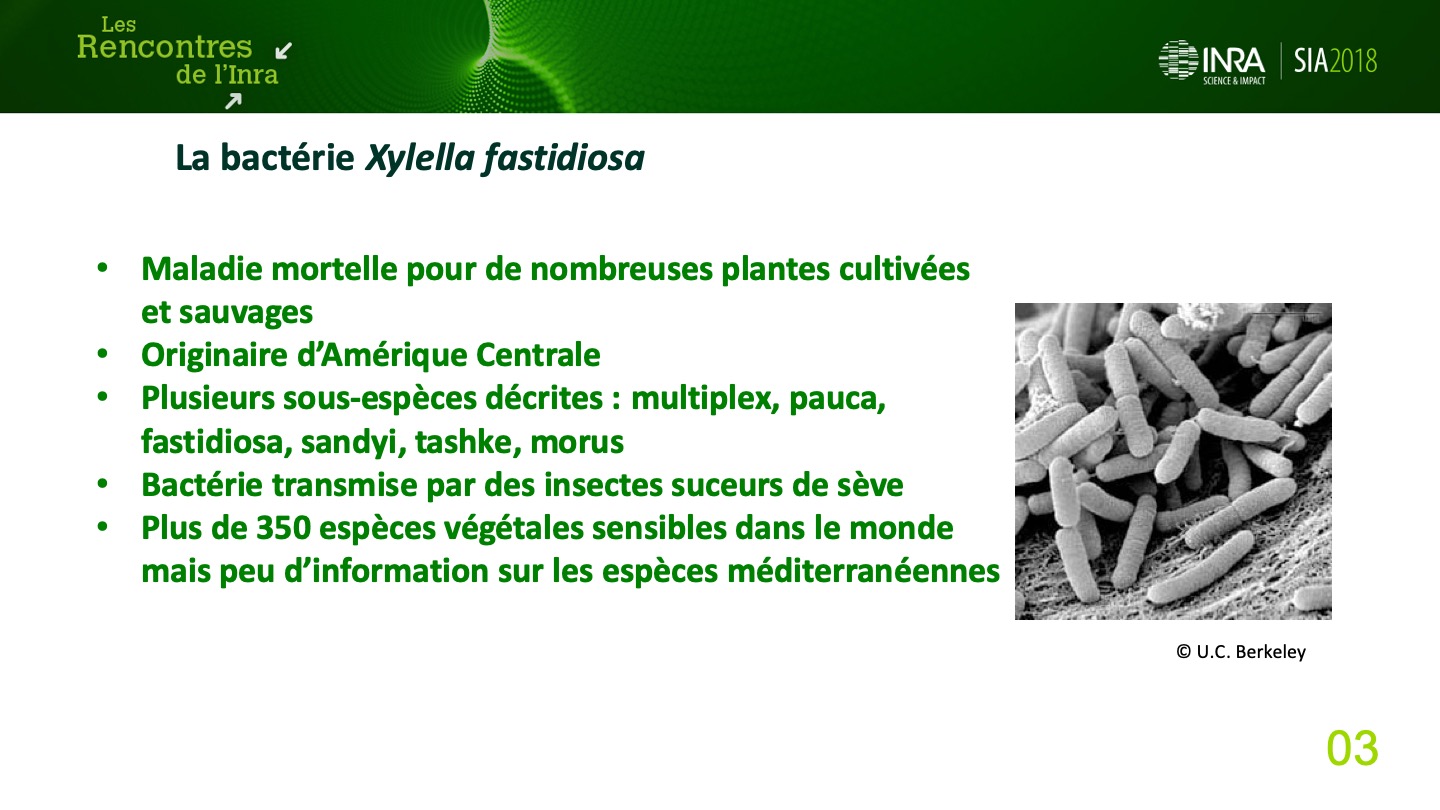 Les
Rencontres
de l’Inra
INRA
SCIENCE & IMPACT
SIA2018
La bactérie Xylella fastidiosa
• Maladie mortelle pour de nombreuses plantes cultivées
et sauvages
• Originaire d’Amérique Centrale
• Plusieurs sous-espèces décrites : multiplex, pauca,
fastidiosa, sandyi, tashke, morus
• Bactérie transmise par des insectes suceurs de sève
• Plus de 350 espèces végétales sensibles dans le monde
mais peu d’information sur les espèces méditerranéennes
© U.C. Berkeley
03